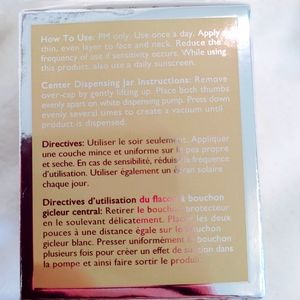 How To Use: PM only. Use once a day. Apply a
thin, even layer to face and neck. Reduce the
frequency of use if sensitivity occurs. While using
this product, also use a daily sunscreen.
Center Dispensing Jar Instructions: Remove
over-cap by gently lifting up. Place both thumbs
evenly apart on white dispensing pump. Press down
evenly several times to create a vacuum until
product is dispensed.
Directives: Utiliser le soir seulement. Appliquer
une couche mince et uniforme sur le peau propre
et seche. En cas de sensibilité, réduire la frequence
d'utilisation. Utiliser également un écran solaire
chaque jour.
Directives d'utilisation du flacon à bouchon
gicleur central: Retirer le bouchon protecteur
en le soulevant délicatement. Placer les deux
pouces à une distance égale sur le bouchon
gicleur blanc. Presser uniformément le bouchon
plusieurs fois pour créer un effet de succion dans
la pompe et ainsi faire sortir le produit.